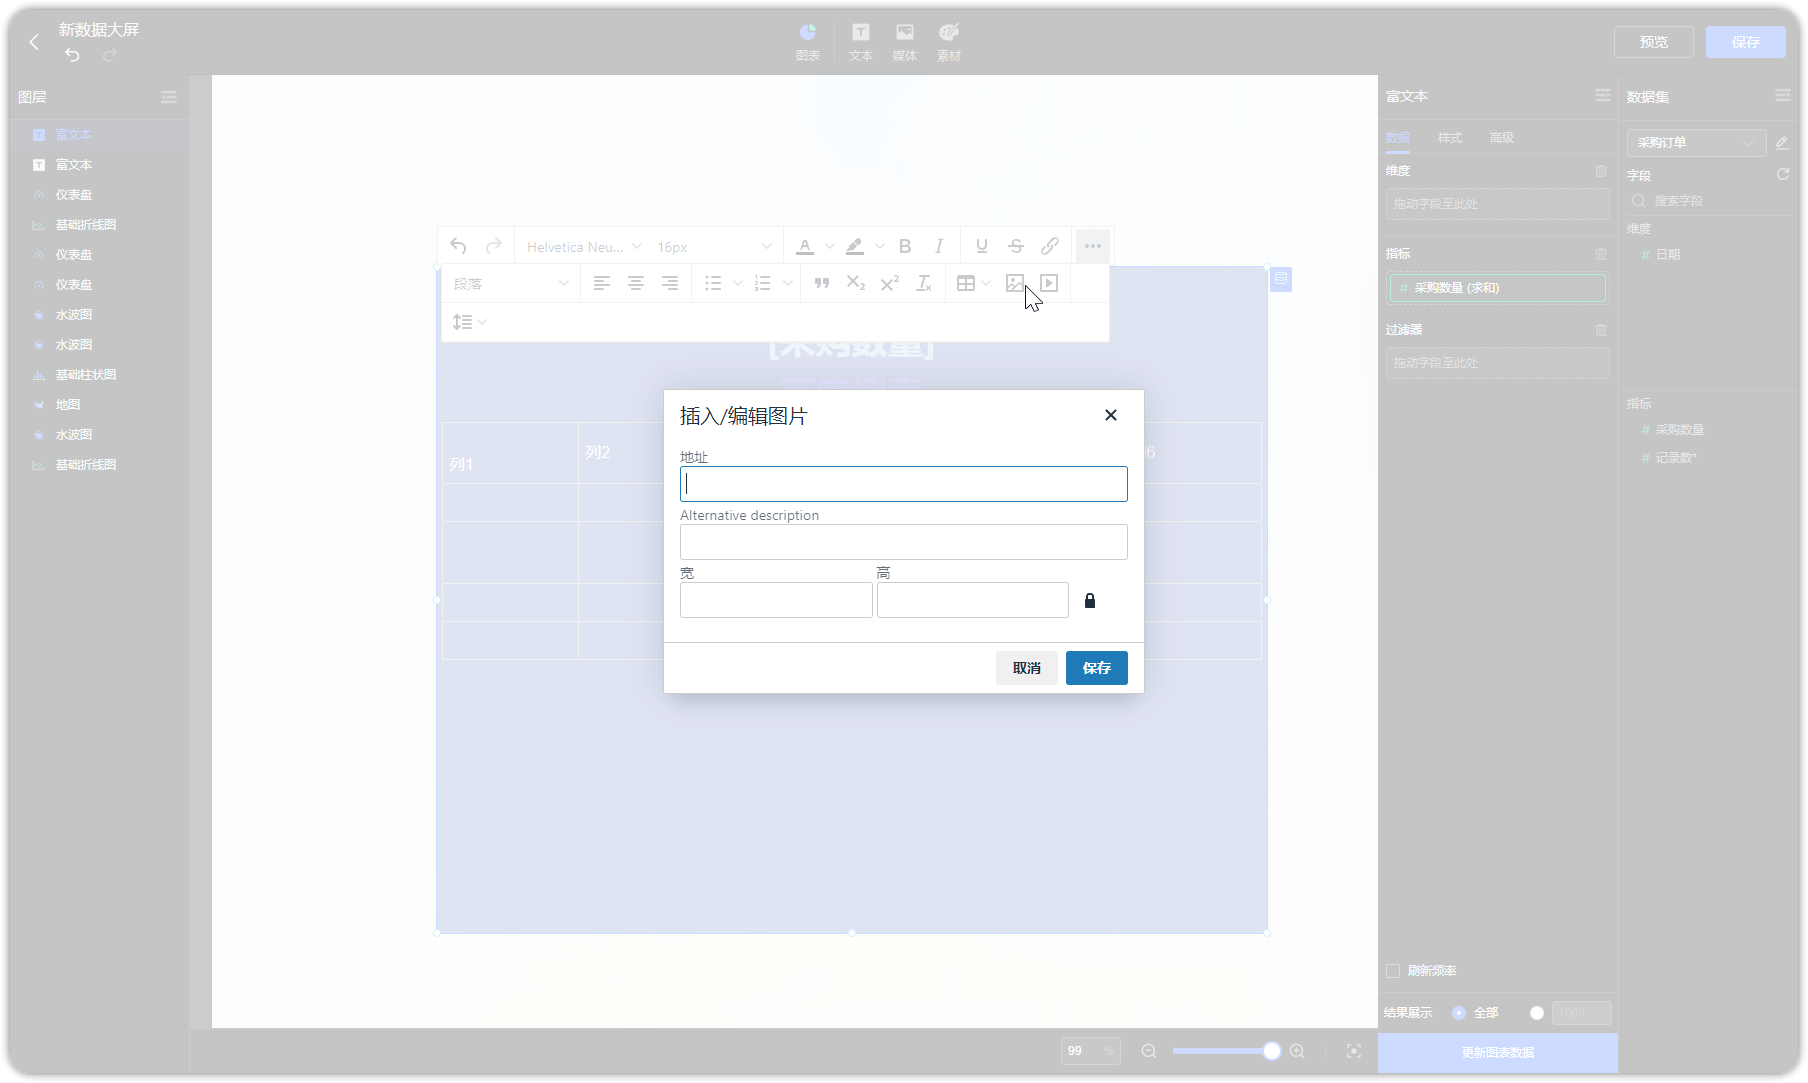 新数据大屏
图表
文本
媒体
素材
预览
保存
图层
富文本
富文本
仪表盘
基础折线图
仪表盘
仪表盘
水波图
水波图
基础柱状图
地图
水波图
基础折线图
Helvetica Neu...
16px
段落
[采购数量]
列1
列2
插入/编辑图片
地址
Alternative description
宽
高
取消
保存
富文本
数据
样式
高级
维度
拖动字段至此处
指标
# 采购数量 (求和)
过滤器
拖动字段至此处
刷新频率
结果展示
全部
1000
更新图表数据
数据集
采购订单
字段
搜索字段
维度
# 日期
指标
# 采购数量
# 记录数*
99 %